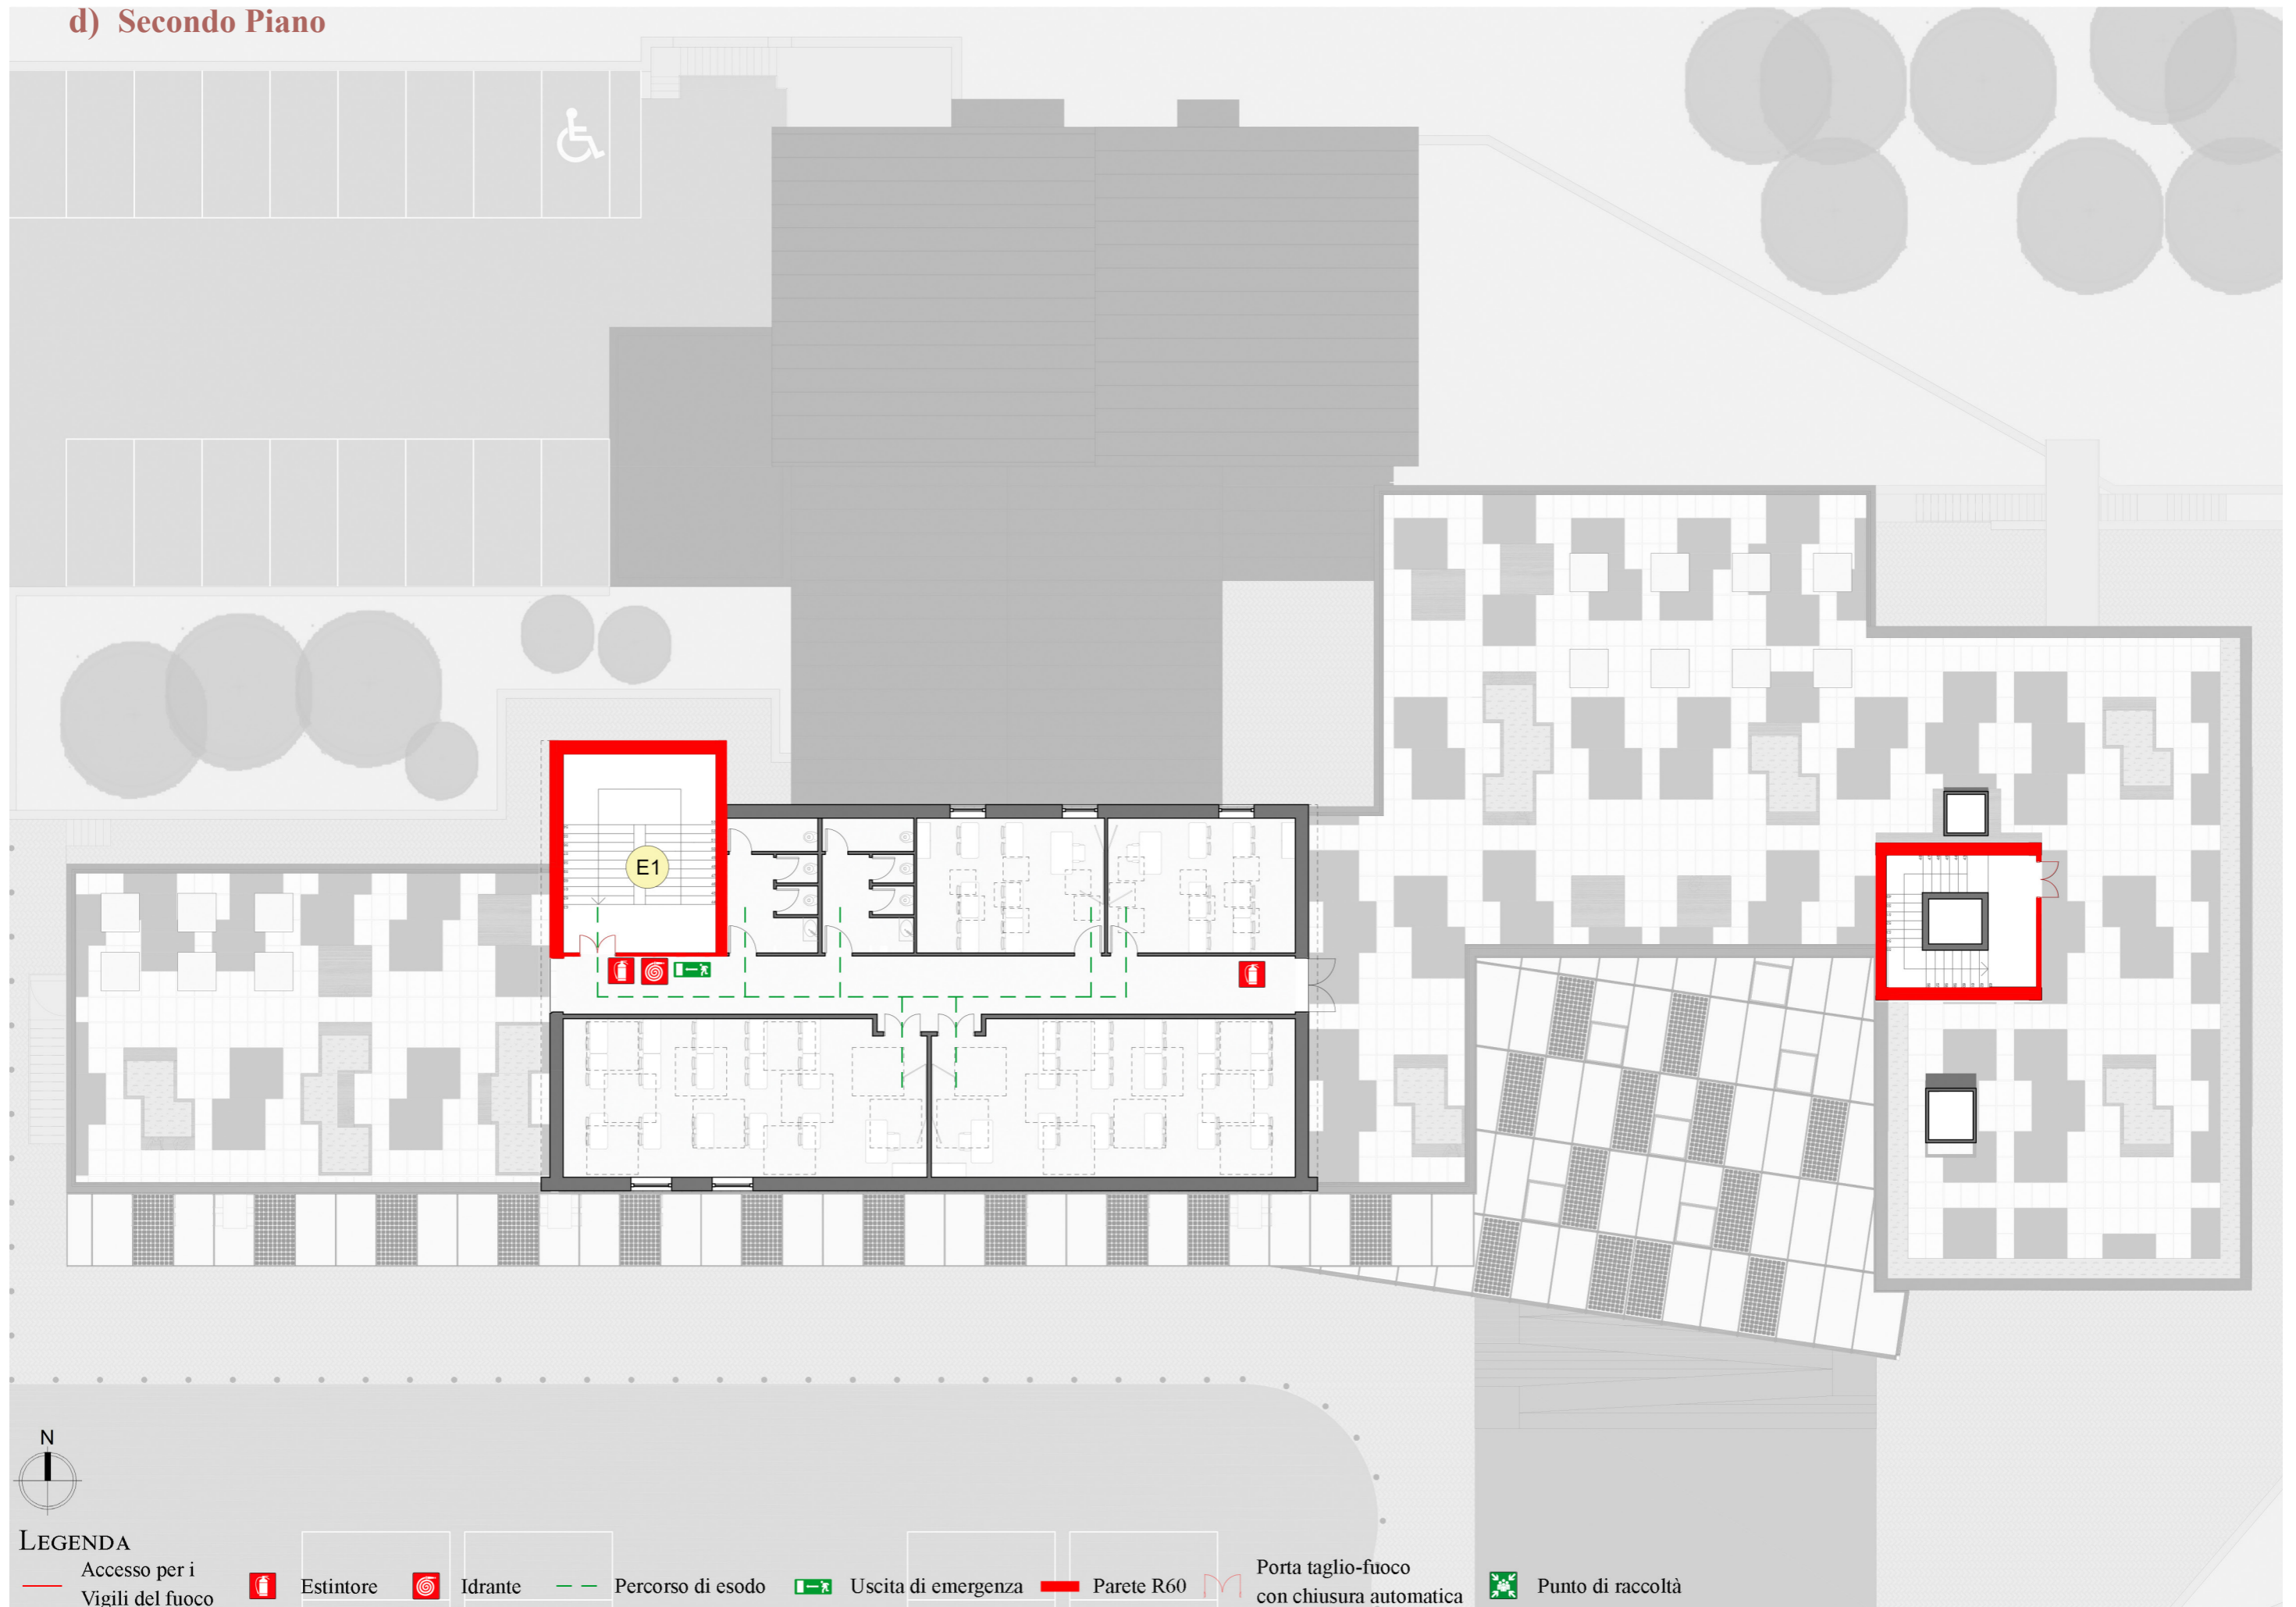 d) Secondo Piano
E1
N
LEGENDA
Accesso per i
Vigili del fuoco
Estintore
Idrante
Percorso di esodo
Uscita di emergenza
Parete R60
Porta taglio-fuoco
con chiusura automatica
Punto di raccoltà